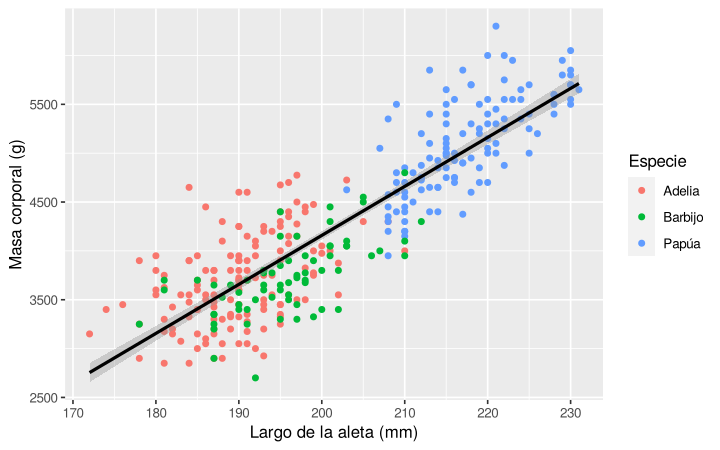 5500
4500
3500
2500
170
180
190
200
210
220
230
Largo de la aleta (mm)
Masa corporal (g)
Especie
Adelia
Barbijo
Papúa